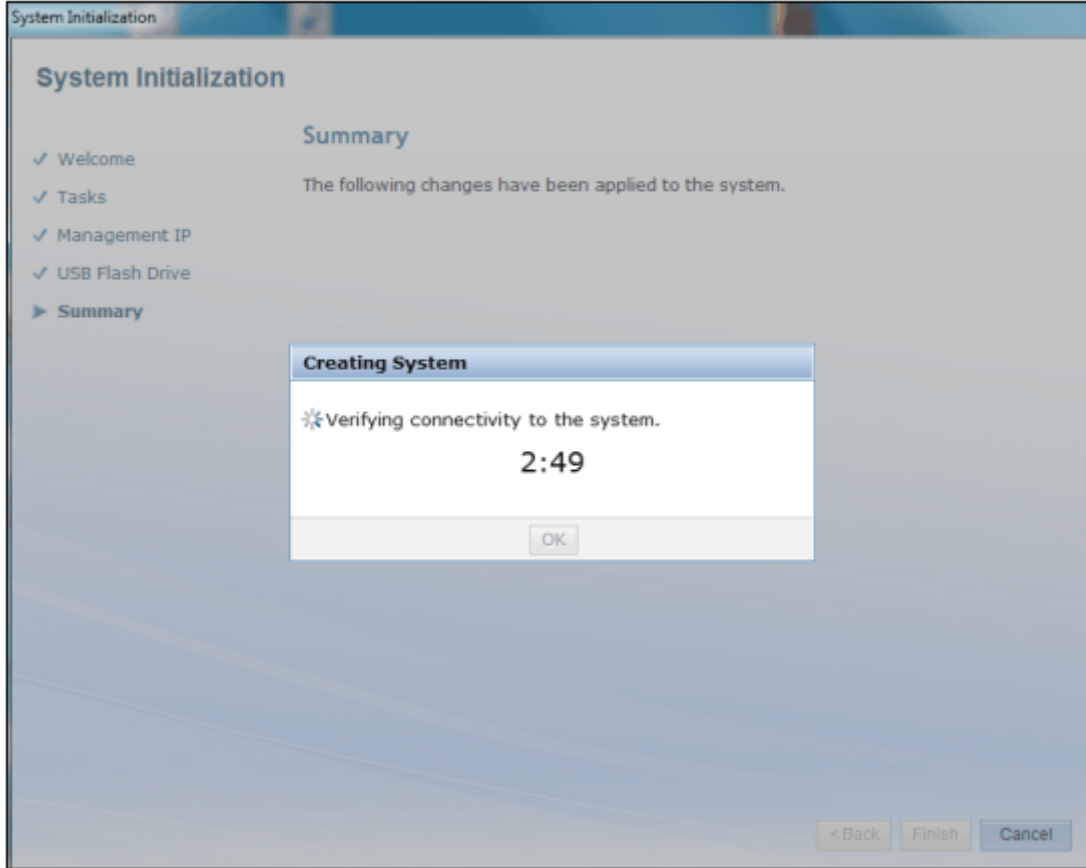 System Initialization
System Initialization
Summary
The following changes have been applied to the system.
Welcome
Tasks
Management IP
USB Flash Drive
Summary
Creating System
Verifying connectivity to the system.
2:49
OK
< Back Finish Cancel